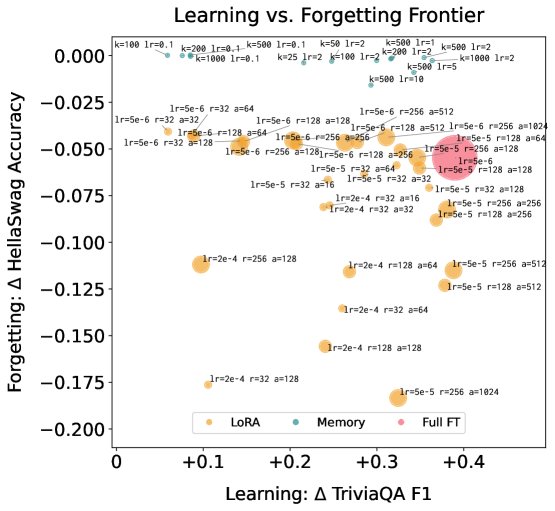 Learning vs. Forgetting Frontier
k=100 lr=0.1
k=200 lr=0.1
k=500 lr=0.1
k=1000 lr=0.1
k=50 lr=2
k=25 lr=2
k=100 lr=2
k=200 lr=2
k=500 lr=1
k=500 lr=2
k=1000 lr=2
k=500 lr=5
k=500 lr=10
lr=5e-6 r=32 a=64
lr=5e-6 r=32 a=32
lr=5e-6 r=128 a=64
lr=5e-6 r=32 a=128
lr=5e-6 r=128 a=128
lr=5e-6 r=256 a=128
lr=5e-6 r=256 a=256
lr=5e-6 r=128 a=256
lr=5e-6 r=256 a=512
lr=5e-6 r=128 a=512
lr=5e-6 r=256 a=1024
lr=5e-5 r=128 a=64
lr=5e-5 r=256 a=128
lr=5e-6
lr=5e-5 r=128 a=128
lr=5e-5 r=32 a=64
lr=5e-5 r=32 a=32
lr=5e-5 r=32 a=16
lr=5e-5 r=32 a=128
lr=2e-4 r=32 a=16
lr=2e-4 r=32 a=32
lr=5e-5 r=256 a=256
lr=5e-5 r=128 a=256
lr=2e-4 r=256 a=128
lr=2e-4 r=128 a=64
lr=5e-5 r=256 a=512
lr=5e-5 r=128 a=512
lr=2e-4 r=32 a=64
lr=2e-4 r=128 a=128
lr=2e-4 r=32 a=128
lr=5e-5 r=256 a=1024
0.000
−0.025
−0.050
−0.075
−0.100
−0.125
−0.150
−0.175
−0.200
Forgetting: Δ HellaSwag Accuracy
LoRA Memory Full FT
0 +0.1 +0.2 +0.3 +0.4
Learning: Δ TriviaQA F1